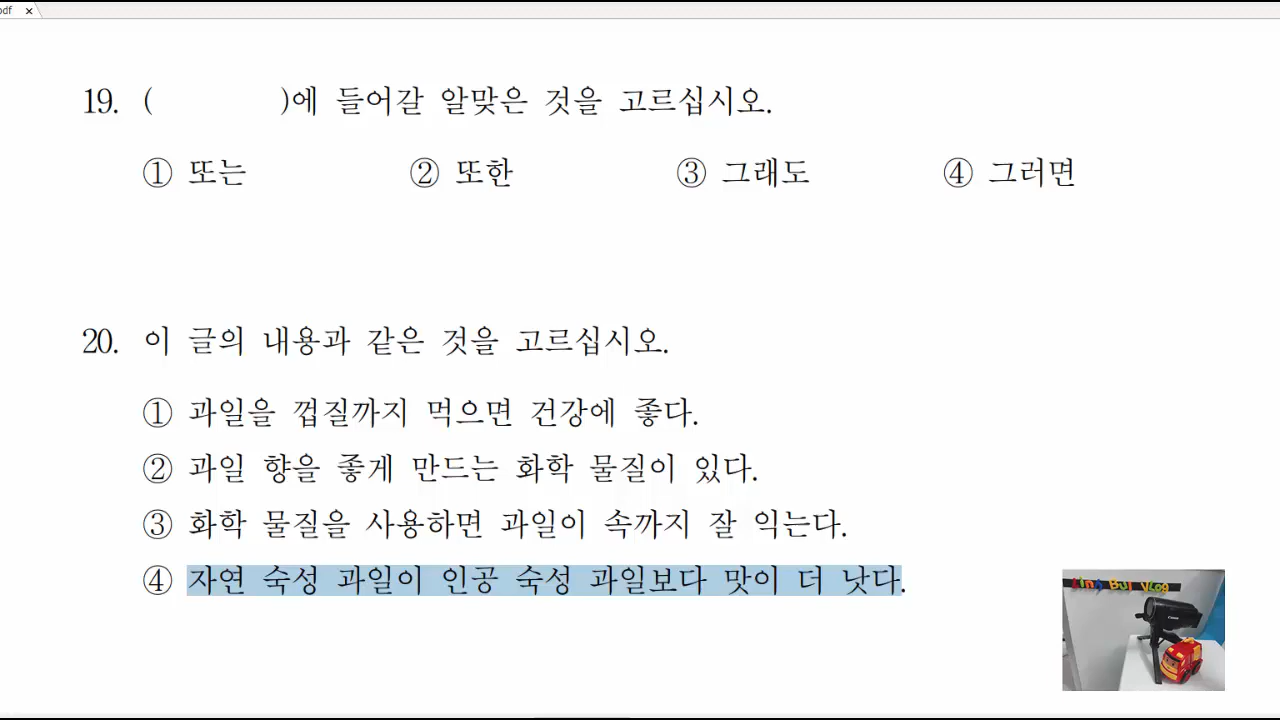 odf ×
19. ( )에 들어갈 알맞은 것을 고르십시오.
① 또는 ② 또한 ③ 그래도 ④ 그러면
20. 이 글의 내용과 같은 것을 고르십시오.
① 과일을 껍질까지 먹으면 건강에 좋다.
② 과일 향을 좋게 만드는 화학 물질이 있다.
③ 화학 물질을 사용하면 과일이 속까지 잘 익는다.
④ 자연 숙성 과일이 인공 숙성 과일보다 맛이 더 낫다.
Bui Vlog
Canon